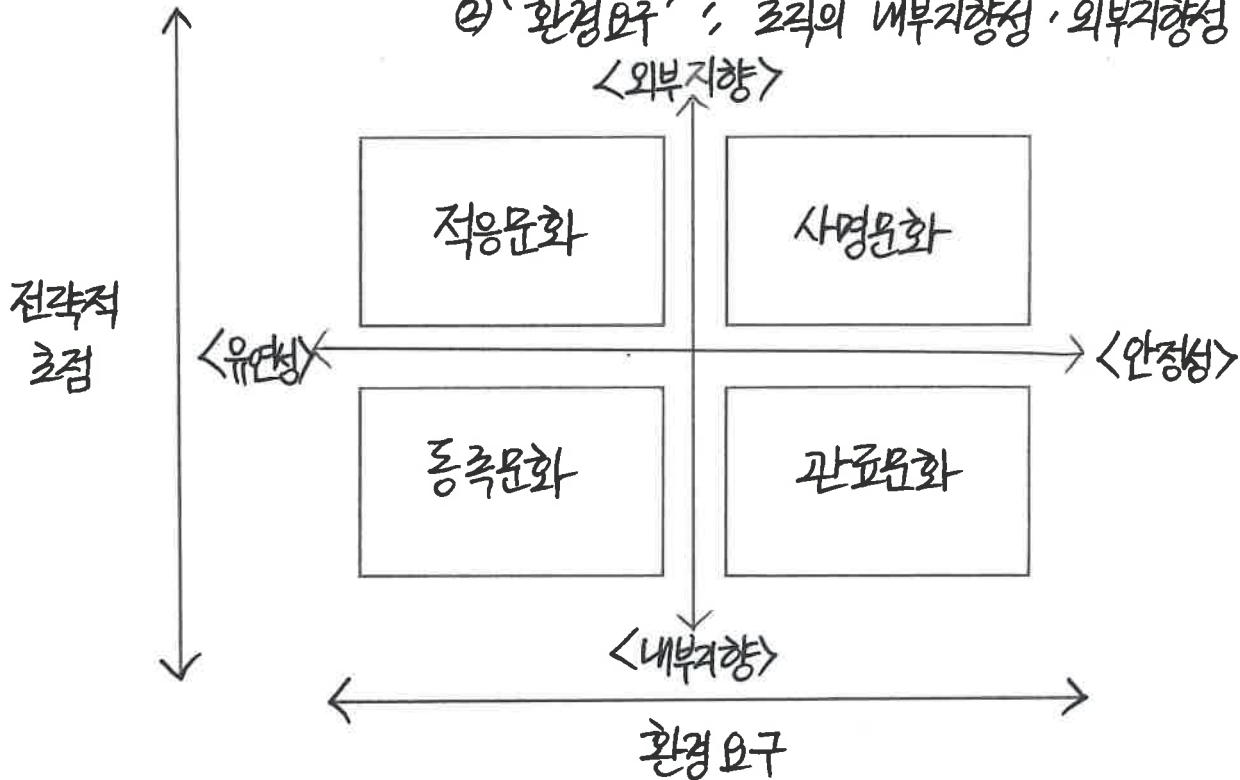 ② '환경요구' ; 조직의 내부지향성·외부지향성
<외부지향>
적응문화 사명문화
전략적
초점
<유연성> <안정성>
동족문화 관료문화
<내부지향>
환경요구